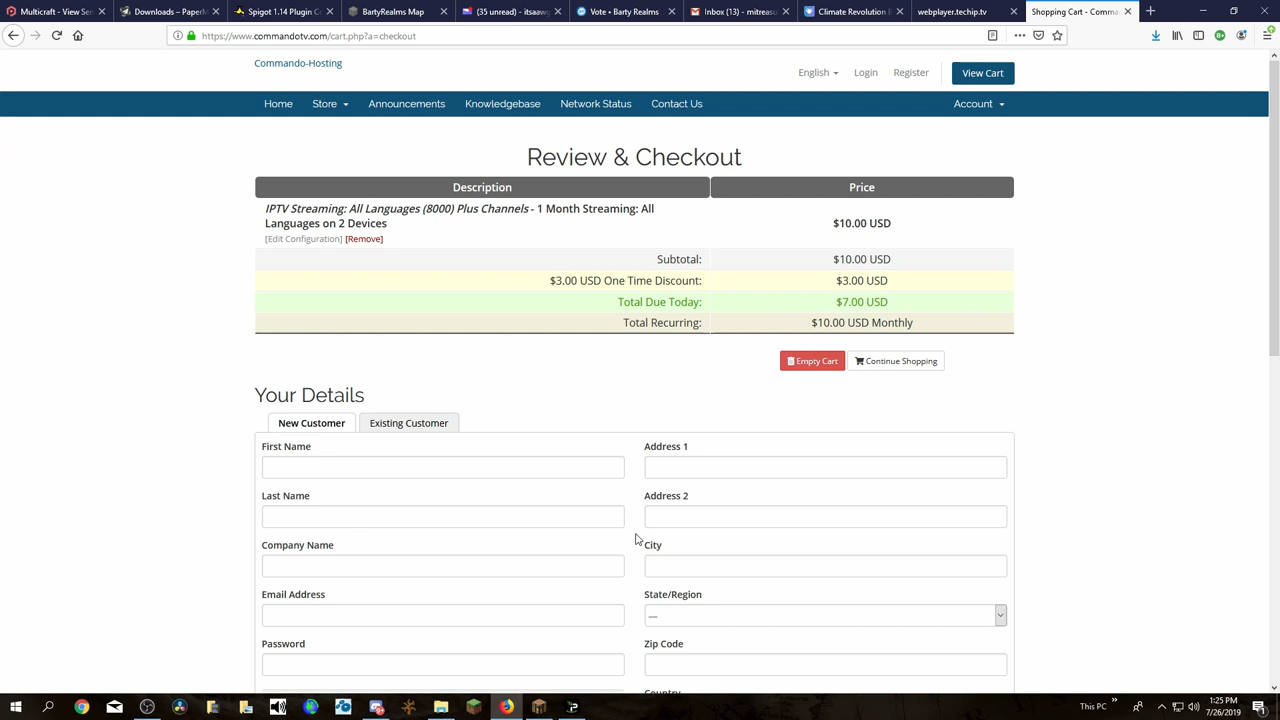 Multicraft - View Ser
Downloads – PaperM
Spigot 1.14 Plugin Co
BartyRealms Map
(35 unread) - itsaawg
Vote • Barty Realms
Inbox (13) - mitreasu
Climate Revolution B
webplayer.techip.tv
Shopping Cart - Comma
https://www.commandotv.com/cart.php?a=checkout
Commando-Hosting
English
Login
Register
View Cart
Home
Store
Announcements
Knowledgebase
Network Status
Contact Us
Account
Review & Checkout
Description
Price
IPTV Streaming: All Languages (8000) Plus Channels - 1 Month Streaming: All
Languages on 2 Devices
$10.00 USD
[Edit Configuration] [Remove]
Subtotal:
$10.00 USD
$3.00 USD One Time Discount:
$3.00 USD
Total Due Today:
$7.00 USD
Total Recurring:
$10.00 USD Monthly
Empty Cart
Continue Shopping
Your Details
New Customer
Existing Customer
First Name
Address 1
Last Name
Address 2
Company Name
City
Email Address
State/Region
—
Password
Zip Code
Country
This PC
1:25 PM
7/26/2019